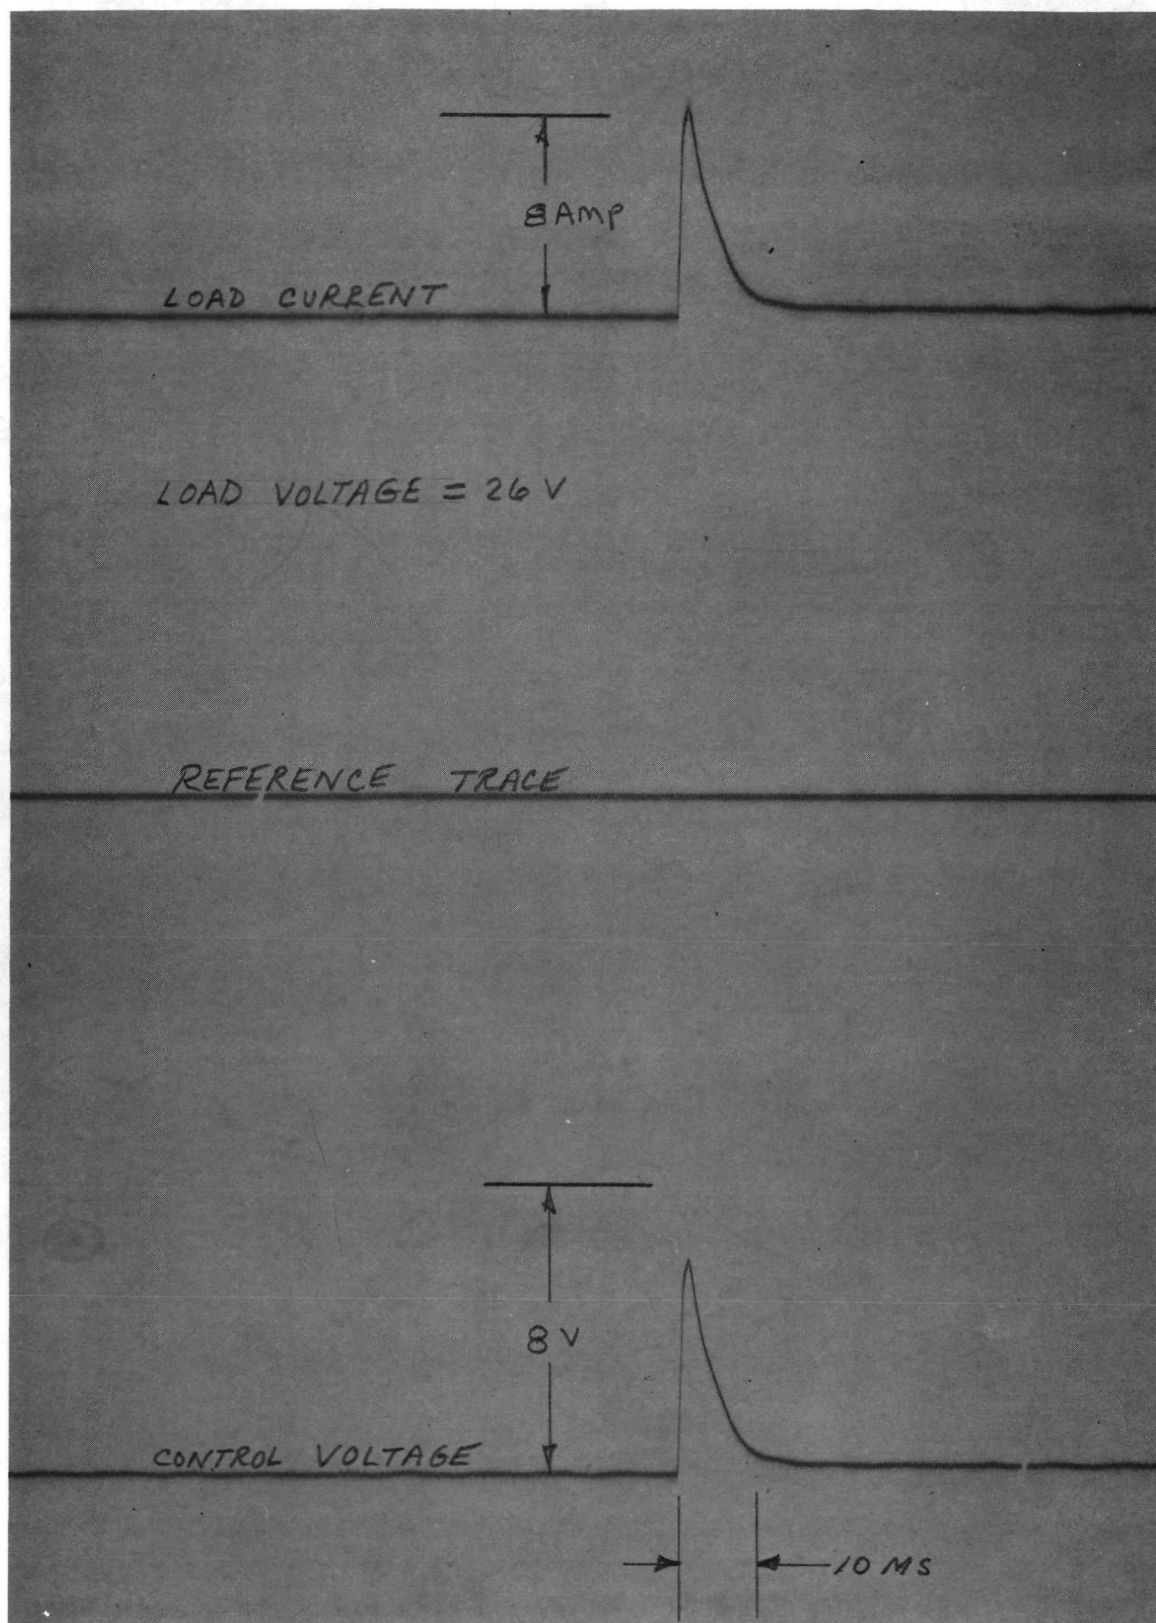 8 AMP
LOAD CURRENT
LOAD VOLTAGE = 26 V
REFERENCE TRACE
8 V
CONTROL VOLTAGE
10 MS